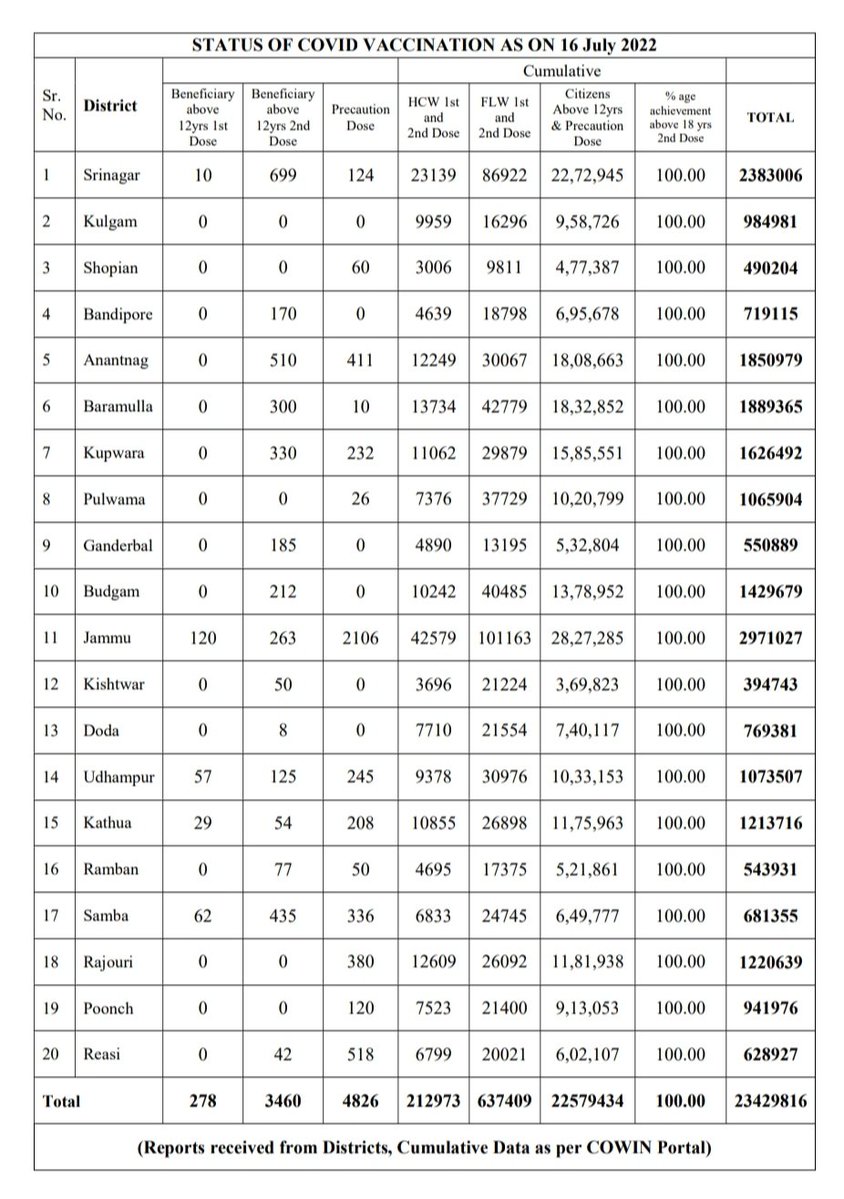 STATUS OF COVID VACCINATION AS ON 16 July 2022
Cumulative
Sr. No. District Beneficiary above 12yrs 1st Dose Beneficiary above 12yrs 2nd Dose Precaution Dose HCW 1st and 2nd Dose FLW 1st and 2nd Dose Citizens Above 12yrs & Precaution Dose % age achievement above 18 yrs 2nd Dose TOTAL
1 Srinagar 10 699 124 23139 86922 22,72,945 100.00 2383006
2 Kulgam 0 0 0 9959 16296 9,58,726 100.00 984981
3 Shopian 0 0 60 3006 9811 4,77,387 100.00 490204
4 Bandipore 0 170 0 4639 18798 6,95,678 100.00 719115
5 Anantnag 0 510 411 12249 30067 18,08,663 100.00 1850979
6 Baramulla 0 300 10 13734 42779 18,32,852 100.00 1889365
7 Kupwara 0 330 232 11062 29879 15,85,551 100.00 1626492
8 Pulwama 0 0 26 7376 37729 10,20,799 100.00 1065904
9 Ganderbal 0 185 0 4890 13195 5,32,804 100.00 550889
10 Budgam 0 212 0 10242 40485 13,78,952 100.00 1429679
11 Jammu 120 263 2106 42579 101163 28,27,285 100.00 2971027
12 Kishtwar 0 50 0 3696 21224 3,69,823 100.00 394743
13 Doda 0 8 0 7710 21554 7,40,117 100.00 769381
14 Udhampur 57 125 245 9378 30976 10,33,153 100.00 1073507
15 Kathua 29 54 208 10855 26898 11,75,963 100.00 1213716
16 Ramban 0 77 50 4695 17375 5,21,861 100.00 543931
17 Samba 62 435 336 6833 24745 6,49,777 100.00 681355
18 Rajouri 0 0 380 12609 26092 11,81,938 100.00 1220639
19 Poonch 0 0 120 7523 21400 9,13,053 100.00 941976
20 Reasi 0 42 518 6799 20021 6,02,107 100.00 628927
Total 278 3460 4826 212973 637409 22579434 100.00 23429816
(Reports received from Districts, Cumulative Data as per COWIN Portal)